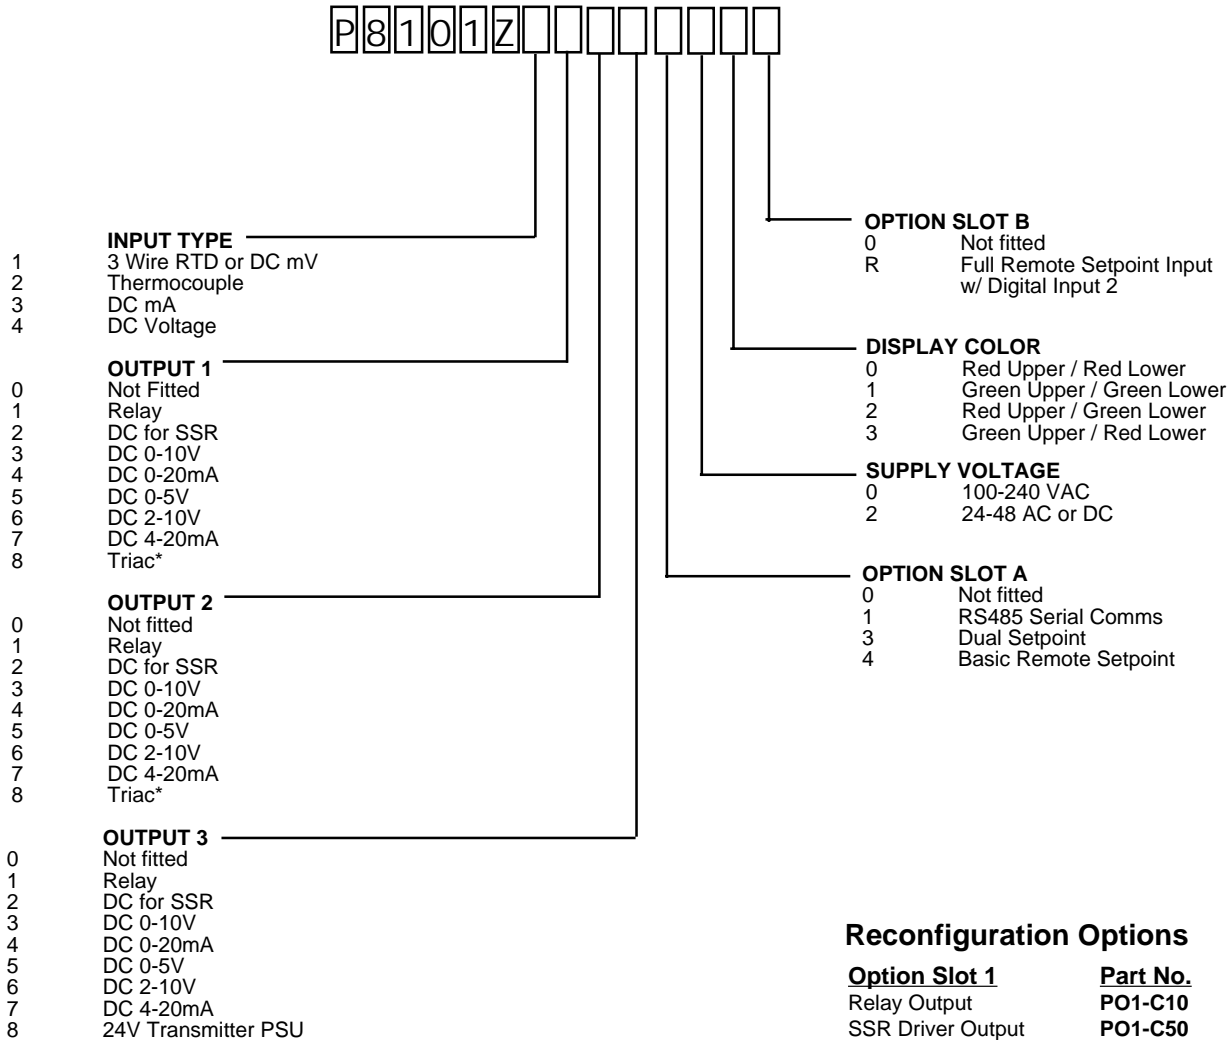 P8101Z
INPUT TYPE
1 3 Wire RTD or DC mV
2 Thermocouple
3 DC mA
4 DC Voltage
OUTPUT 1
0 Not Fitted
1 Relay
2 DC for SSR
3 DC 0-10V
4 DC 0-20mA
5 DC 0-5V
6 DC 2-10V
7 DC 4-20mA
8 Triac*
OUTPUT 2
0 Not fitted
1 Relay
2 DC for SSR
3 DC 0-10V
4 DC 0-20mA
5 DC 0-5V
6 DC 2-10V
7 DC 4-20mA
8 Triac*
OUTPUT 3
0 Not fitted
1 Relay
2 DC for SSR
3 DC 0-10V
4 DC 0-20mA
5 DC 0-5V
6 DC 2-10V
7 DC 4-20mA
8 24V Transmitter PSU
OPTION SLOT B
0 Not fitted
R Full Remote Setpoint Input
w/ Digital Input 2
DISPLAY COLOR
0 Red Upper / Red Lower
1 Green Upper / Green Lower
2 Red Upper / Green Lower
3 Green Upper / Red Lower
SUPPLY VOLTAGE
0 100-240 VAC
2 24-48 AC or DC
OPTION SLOT A
0 Not fitted
1 RS485 Serial Comms
3 Dual Setpoint
4 Basic Remote Setpoint
Reconfiguration Options
Option Slot 1 Part No.
Relay Output PO1-C10
SSR Driver Output PO1-C50